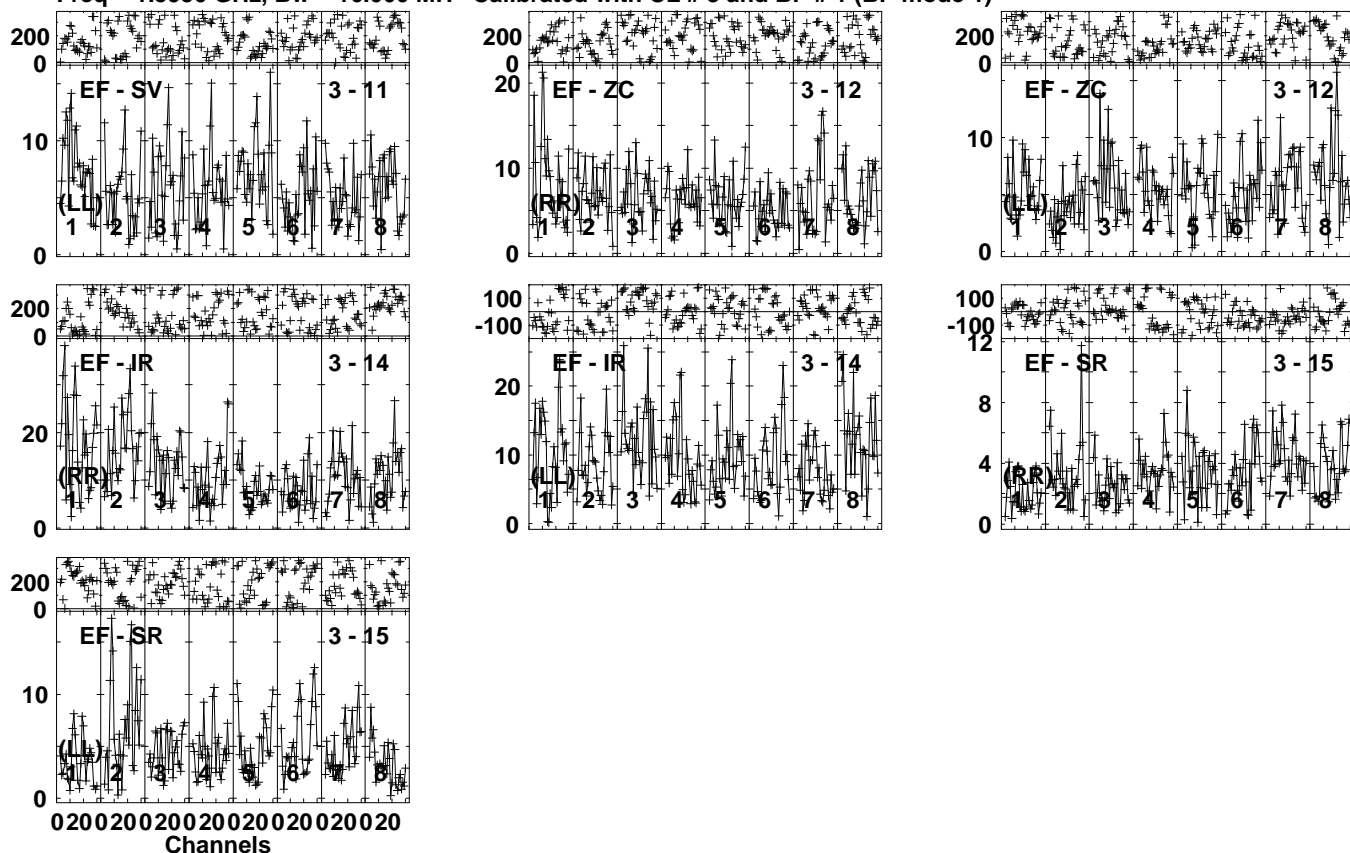 Calibrated with and
200
0
EF - SV 3 - 11
10
0
(LL)
1 2 3 4 5 6 7 8
200
0
EF - ZC 3 - 12
20
10
0
(RR)
1 2 3 4 5 6 7 8
200
0
EF - ZC 3 - 12
10
0
(LL)
1 2 3 4 5 6 7 8
200
0
EF - IR 3 - 14
20
0
(RR)
1 2 3 4 5 6 7 8
100
-100
EF - IR 3 - 14
20
10
0
(LL)
1 2 3 4 5 6 7 8
100
-100
12
EF - SR 3 - 15
8
4
0
(RR)
1 2 3 4 5 6 7 8
200
0
EF - SR 3 - 15
10
0
(LL)
1 2 3 4 5 6 7 8
0 20 0 20 0 20 0 20 0 20 0 20 0 20 0 20
Channels